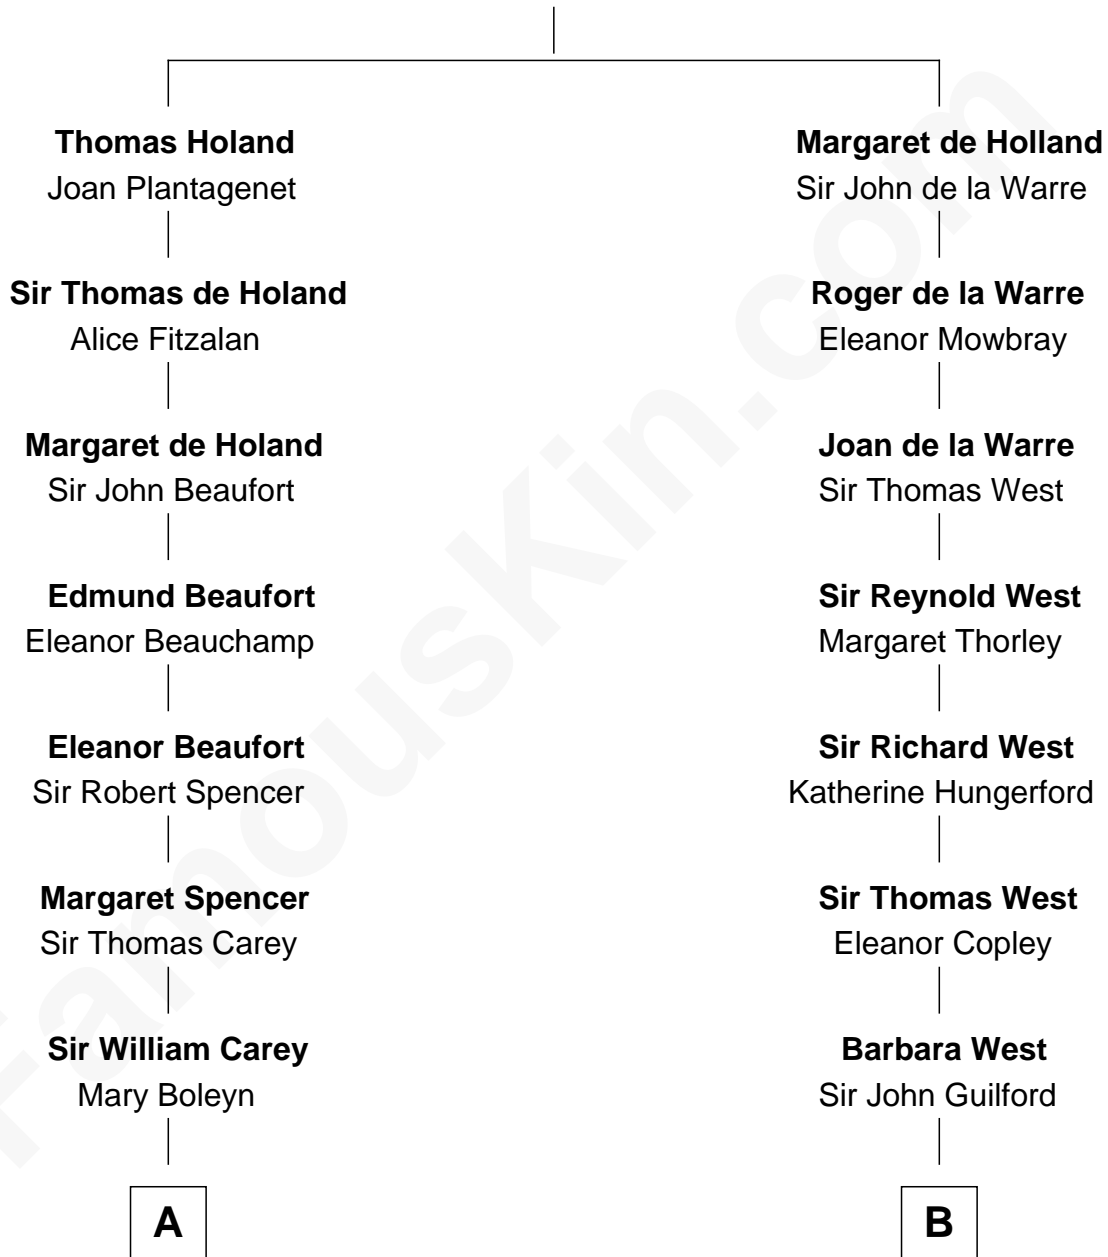 Thomas Holand
Joan Plantagenet
Sir Thomas de Holand
Alice Fitzalan
Margaret de Holand
Sir John Beaufort
Edmund Beaufort
Eleanor Beauchamp
Eleanor Beaufort
Sir Robert Spencer
Margaret Spencer
Sir Thomas Carey
Sir William Carey
Mary Boleyn
A
Margaret de Holland
Sir John de la Warre
Roger de la Warre
Eleanor Mowbray
Joan de la Warre
Sir Thomas West
Sir Reynold West
Margaret Thorley
Sir Richard West
Katherine Hungerford
Sir Thomas West
Eleanor Copley
Barbara West
Sir John Guilford
B
FamousKin.com